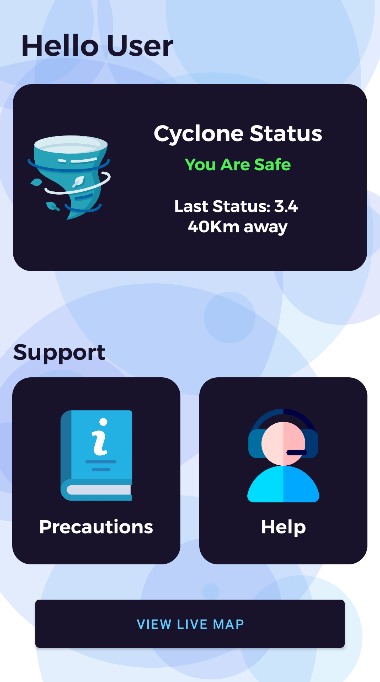 Hello User
Cyclone Status
You Are Safe
Last Status: 3.4
40Km away
Support
i
Precautions
Help
VIEW LIVE MAP